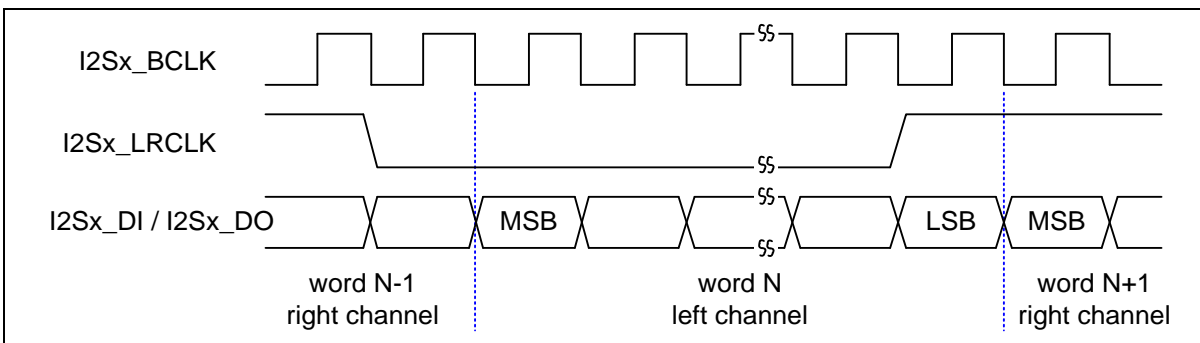 I2Sx_BCLK
I2Sx_LRCLK
I2Sx_DI / I2Sx_DO
MSB
LSB
MSB
word N-1
right channel
word N
left channel
word N+1
right channel